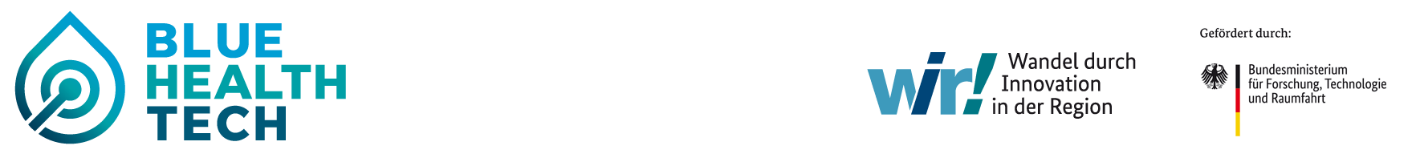 BLUE
HEALTH
TECH
wir!
Wandel durch
Innovation
in der Region
Gefördert durch:
Bundesministerium
für Forschung, Technologie
und Raumfahrt